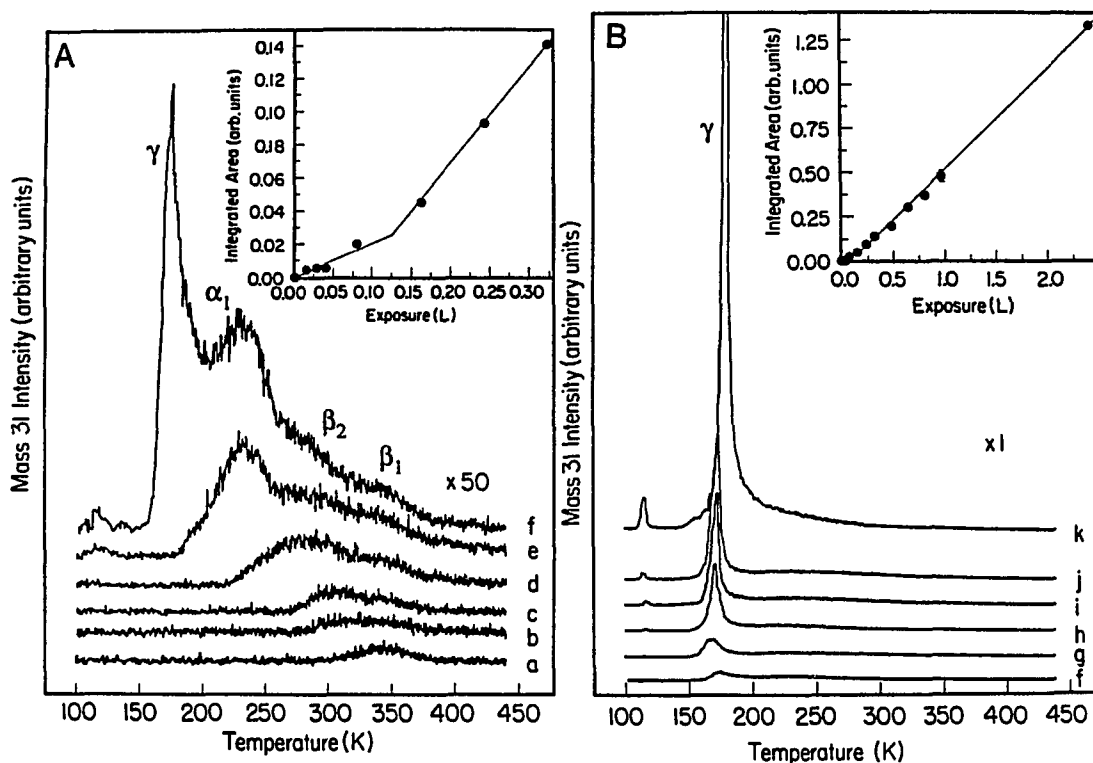 A
Mass 31 Intensity (arbitrary units)
Integrated Area (arb.units)
0.14
0.12
0.10
0.08
0.06
0.04
0.02
0.00
0.00 0.05 0.10 0.15 0.20 0.25 0.30
Exposure (L)
γ
α1
β2
β1
x 50
f
e
d
c
b
a
100 150 200 250 300 350 400 450
Temperature (K)
B
Mass 31 Intensity (arbitrary units)
Integrated Area (arb.units)
1.25
1.00
0.75
0.50
0.25
0.00
0.0 0.5 1.0 1.5 2.0
Exposure (L)
γ
x 1
k
j
i
h
g
f
100 150 200 250 300 350 400 450
Temperature (K)